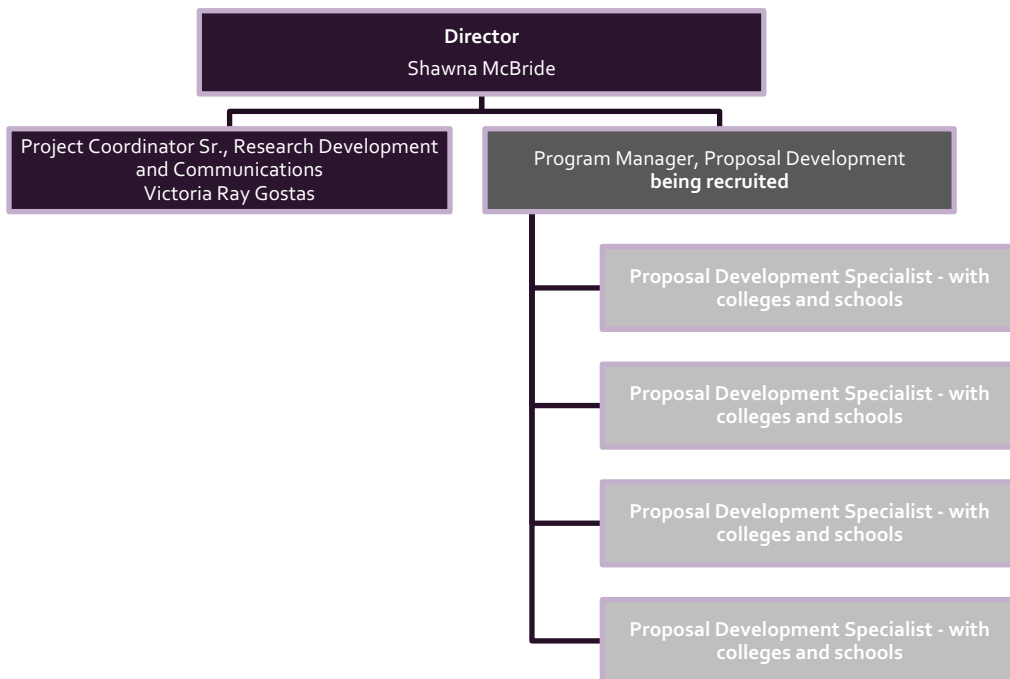 Director
Shawna McBride
Project Coordinator Sr., Research Development
and Communications
Victoria Ray Gostas
Program Manager, Proposal Development
being recruited
Proposal Development Specialist - with
colleges and schools
Proposal Development Specialist - with
colleges and schools
Proposal Development Specialist - with
colleges and schools
Proposal Development Specialist - with
colleges and schools